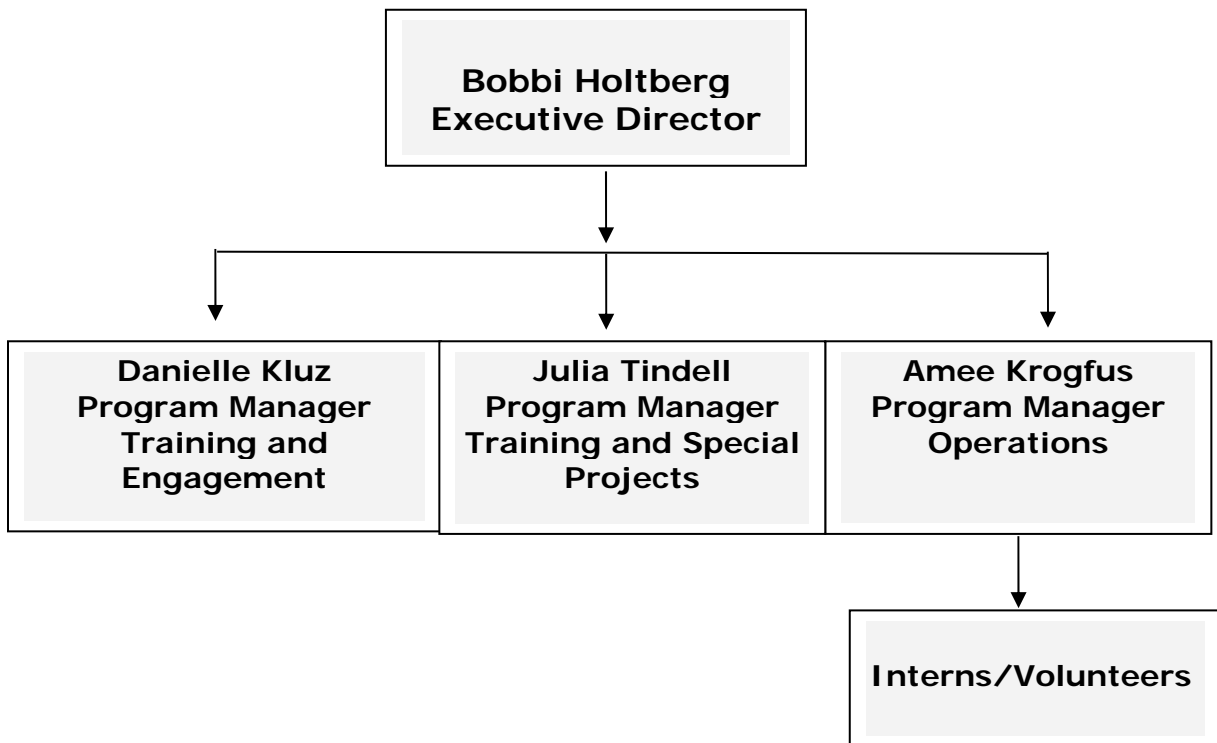 Bobbi Holtberg
Executive Director
Danielle Kluz
Program Manager
Training and
Engagement
Julia Tindell
Program Manager
Training and Special
Projects
Amee Krogfus
Program Manager
Operations
Interns/Volunteers